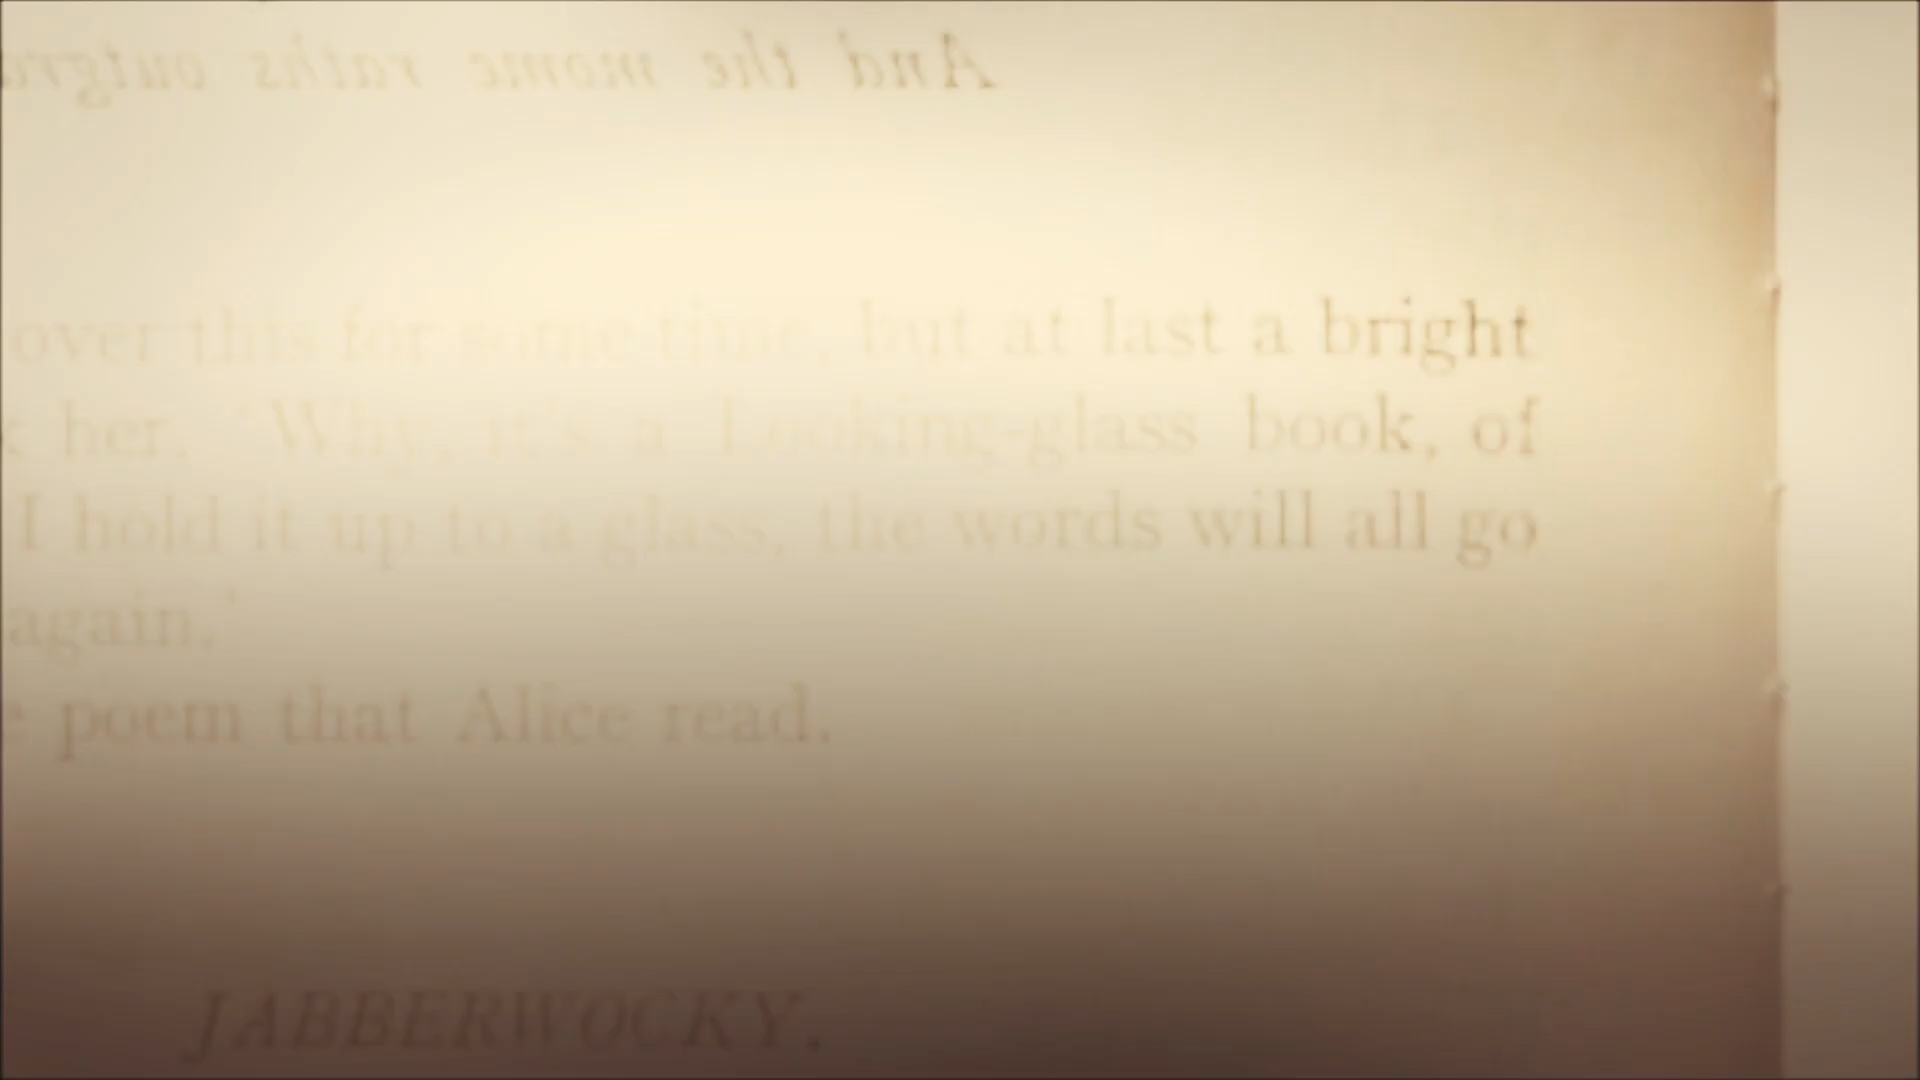 And the mome raths outgra
over this for some time, but at last a bright
her. 'Why, it's a Looking-glass book, of
I hold it up to a glass, the words will all go
again.'
poem that Alice read.
JABBERWOCKY.